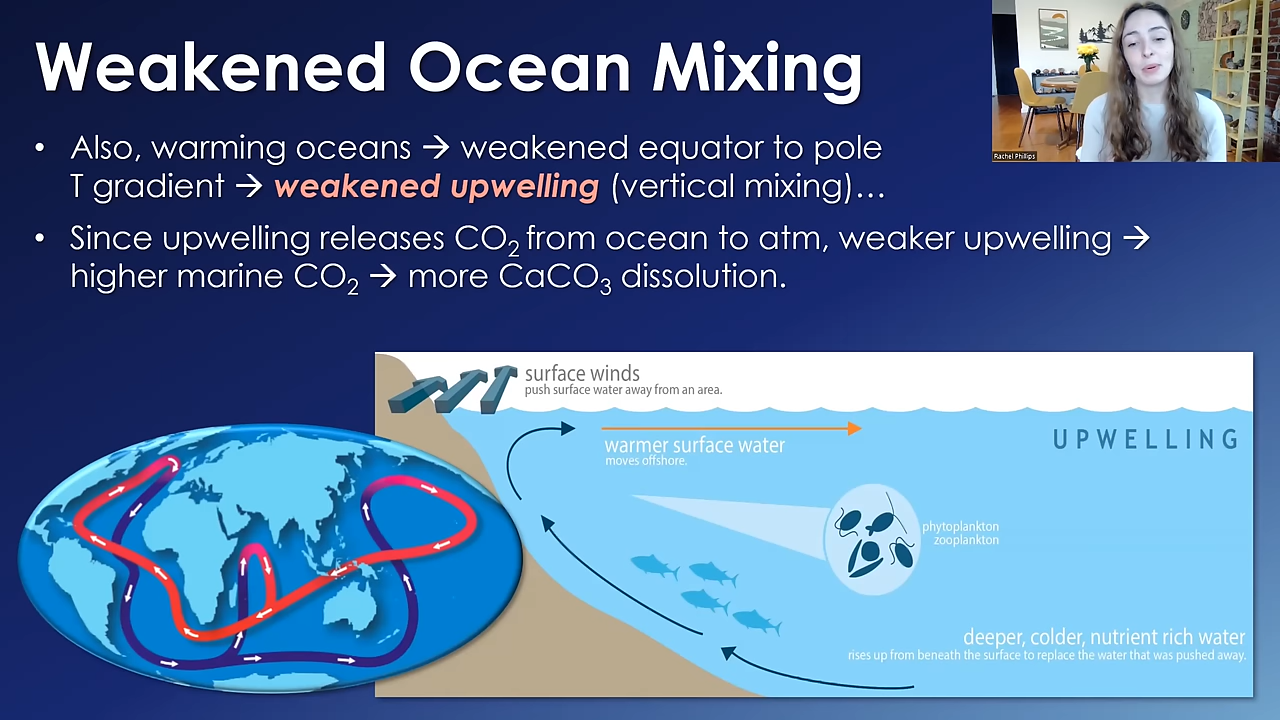 Weakened Ocean Mixing
Rachel Phillips
• Also, warming oceans → weakened equator to pole
T gradient → weakened upwelling (vertical mixing)…
• Since upwelling releases CO₂ from ocean to atm, weaker upwelling →
higher marine CO₂ → more CaCO₃ dissolution.
surface winds
push surface water away from an area.
warmer surface water
moves offshore.
UPWELLING
phytoplankton
zooplankton
deeper, colder, nutrient rich water
rises up from beneath the surface to replace the water that was pushed away.